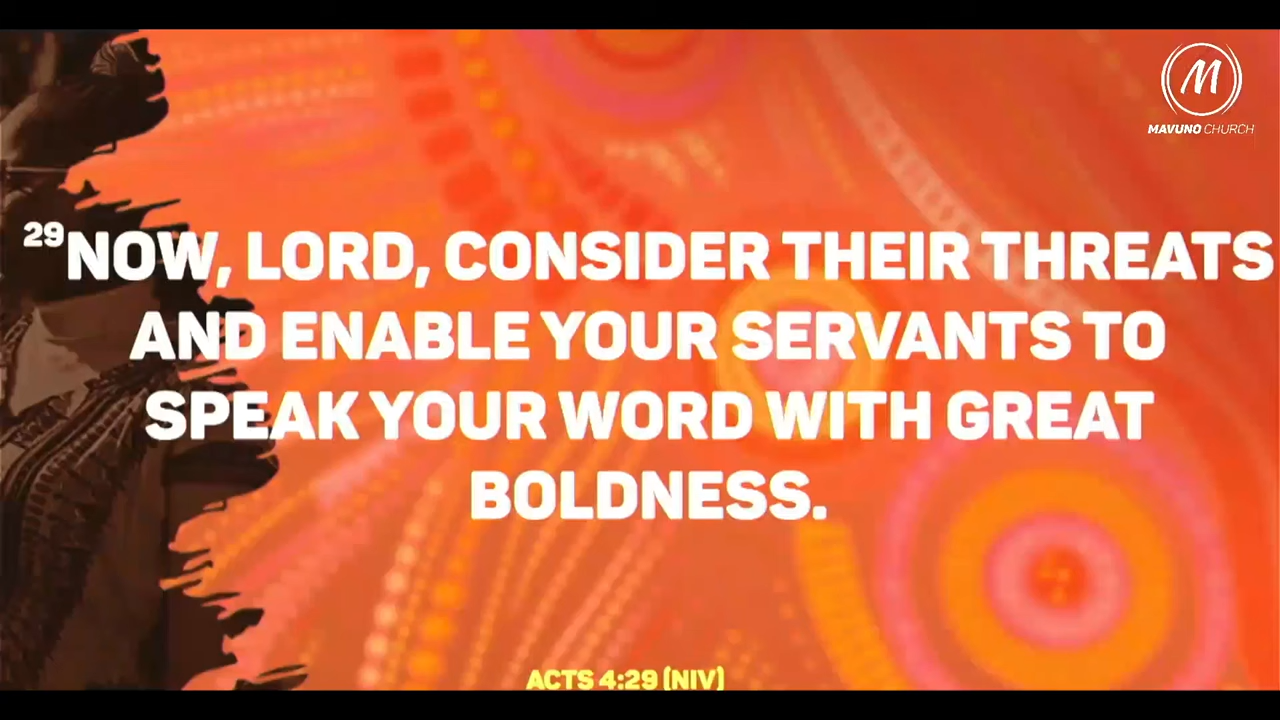 M
MAVUNO CHURCH
²⁹NOW, LORD, CONSIDER THEIR THREATS
AND ENABLE YOUR SERVANTS TO
SPEAK YOUR WORD WITH GREAT
BOLDNESS.
ACTS 4:29 (NIV)